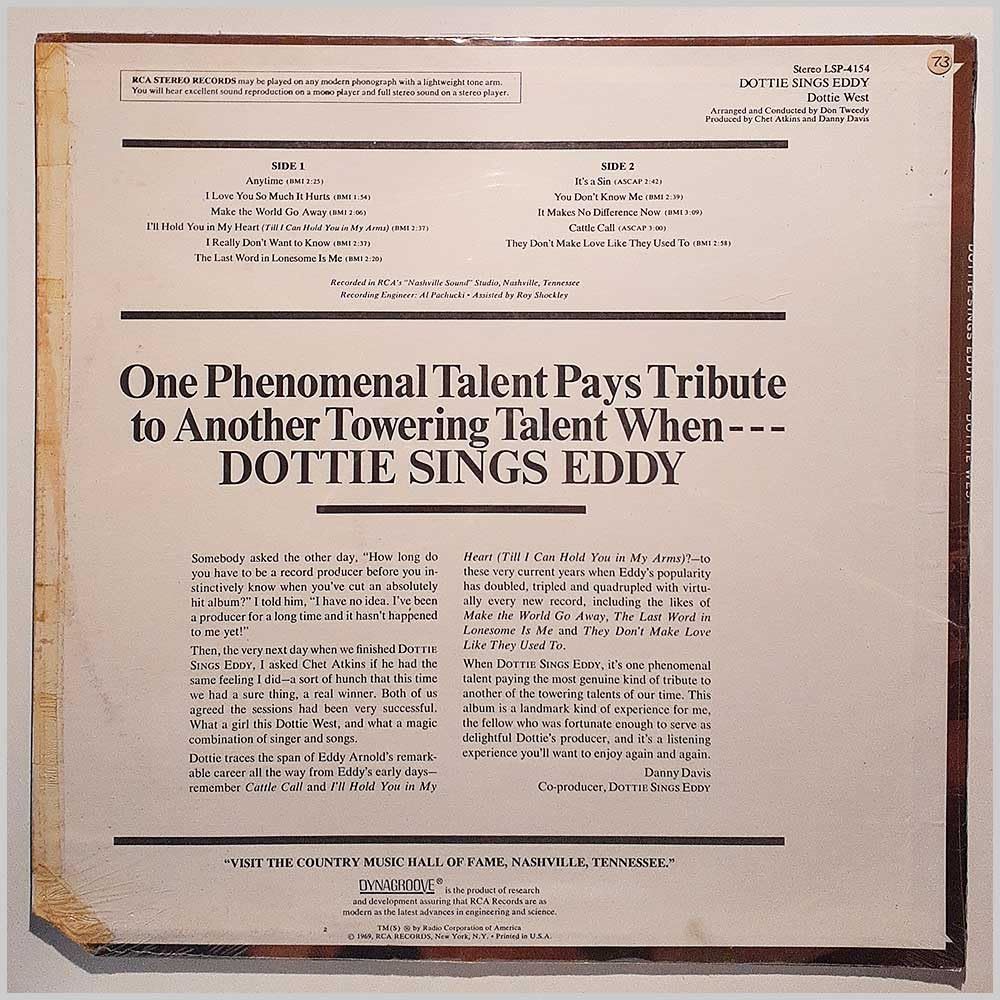 73
RCA STEREO RECORDS may be played on any modern phonograph with a lightweight tone arm.
You will hear excellent sound reproduction on a mono player and full stereo sound on a stereo player.
Stereo LSP-4154
DOTTIE SINGS EDDY
Dottie West
Arranged and Conducted by Don Tweedy
Produced by Chet Atkins and Danny Davis
SIDE 1
Anytime (BMI 2:25)
I Love You So Much It Hurts (BMI 1:54)
Make the World Go Away (BMI 2:06)
I'll Hold You in My Heart (Till I Can Hold You in My Arms) (BMI 2:37)
I Really Don't Want to Know (BMI 2:37)
The Last Word in Lonesome Is Me (BMI 2:20)
SIDE 2
It's a Sin (ASCAP 2:42)
You Don't Know Me (BMI 2:39)
It Makes No Difference Now (BMI 3:09)
Cattle Call (ASCAP 3:00)
They Don't Make Love Like They Used To (BMI 2:58)
Recorded in RCA's "Nashville Sound" Studio, Nashville, Tennessee
Recording Engineer: Al Pachucki • Assisted by Roy Shockley
One Phenomenal Talent Pays Tribute
to Another Towering Talent When---
DOTTIE SINGS EDDY
Somebody asked the other day, “How long do
you have to be a record producer before you in-
stinctively know when you've cut an absolutely
hit album?” I told him, “I have no idea. I've been
a producer for a long time and it hasn't happened
to me yet!”
Then, the very next day when we finished DOTTIE
SINGS EDDY, I asked Chet Atkins if he had the
same feeling I did—a sort of hunch that this time
we had a sure thing, a real winner. Both of us
agreed the sessions had been very successful.
What a girl this Dottie West, and what a magic
combination of singer and songs.
Dottie traces the span of Eddy Arnold's remark-
able career all the way from Eddy's early days—
remember Cattle Call and I'll Hold You in My
Heart (Till I Can Hold You in My Arms)?—to
these very current years when Eddy's popularity
has doubled, tripled and quadrupled with virtu-
ally every new record, including the likes of
Make the World Go Away, The Last Word in
Lonesome Is Me and They Don't Make Love
Like They Used To.
When DOTTIE SINGS EDDY, it's one phenomenal
talent paying the most genuine kind of tribute to
another of the towering talents of our time. This
album is a landmark kind of experience for me,
the fellow who was fortunate enough to serve as
delightful Dottie's producer, and it's a listening
experience you'll want to enjoy again and again.
Danny Davis
Co-producer, DOTTIE SINGS EDDY
“VISIT THE COUNTRY MUSIC HALL OF FAME, NASHVILLE, TENNESSEE.”
DYNAGROOVE® is the product of research
and development assuring that RCA Records are as
modern as the latest advances in engineering and science.
2
TM(S) ® by Radio Corporation of America
© 1969, RCA RECORDS, New York, N.Y. • Printed in U.S.A.
DOTTIE SINGS EDDY DOTTIE WEST